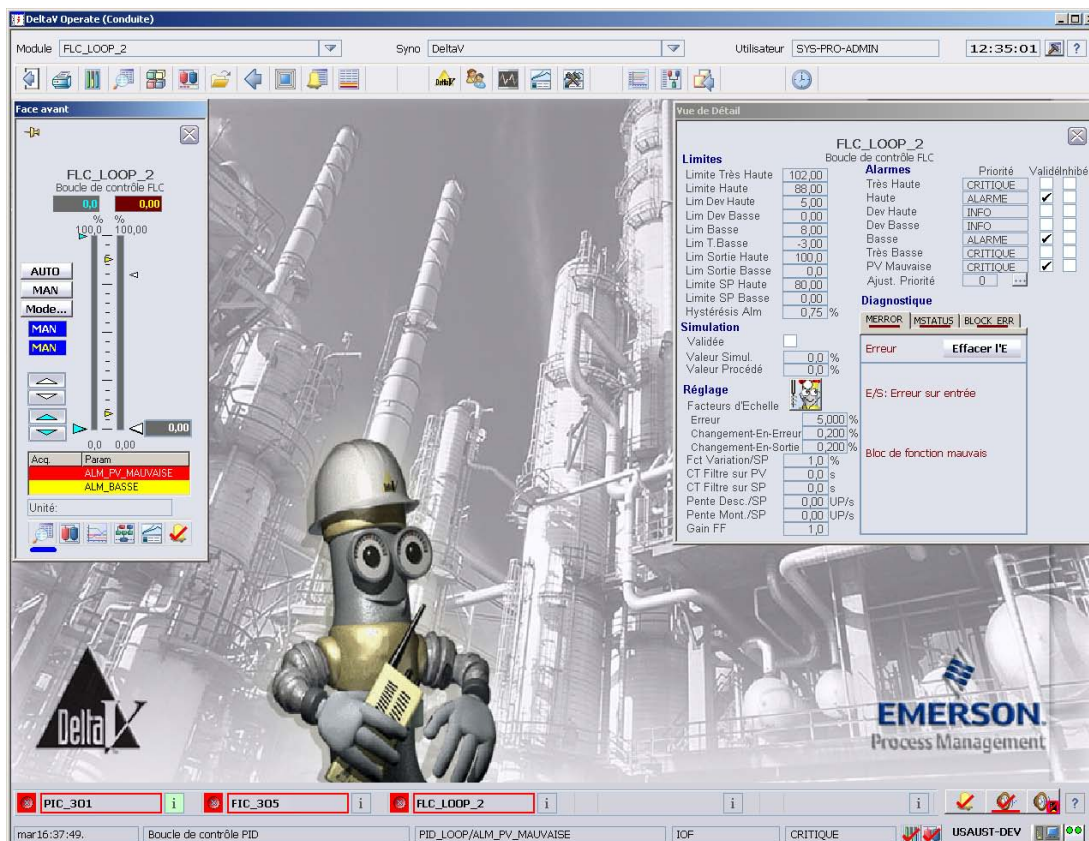 DeltaV Operate (Conduite)
Module FLC_LOOP_2 Syno DeltaV Utilisateur SYS-PRO-ADMIN 12:35:01 ?
DeltaV
Face avant
FLC_LOOP_2
Boucle de contrôle FLC
0,0 0,00
% %
100,0 100,00
AUTO
MAN
Mode...
MAN
MAN
0,00
0,0 0,00
Acq. Param
ALM_PV_MAUVAISE
ALM_BASSE
Unité:
Vue de Détail
FLC_LOOP_2
Boucle de contrôle FLC
Limites
Limite Très Haute 102,00
Limite Haute 88,00
Lim Dev Haute 5,00
Lim Dev Basse 0,00
Lim Basse 8,00
Lim T.Basse -3,00
Lim Sortie Haute 100,0
Lim Sortie Basse 0,0
Limite SP Haute 80,00
Limite SP Basse 0,00
Hystérésis Alm 0,75 %
Simulation
Validée
Valeur Simul. 0,0 %
Valeur Procédé 0,0 %
Réglage
Facteurs d'Echelle
Erreur 5,000 %
Changement-En-Erreur 0,200 %
Changement-En-Sortie 0,200 %
Fct Variation/SP 1,0 %
CT Filtre sur PV 0,0 s
CT Filtre sur SP 0,0 s
Pente Desc./SP 0,00 UP/s
Pente Mont./SP 0,00 UP/s
Gain FF 1,0
Alarmes Priorité Validé Inhibé
Très Haute CRITIQUE
Haute ALARME
Dev Haute INFO
Dev Basse INFO
Basse ALARME
Très Basse CRITIQUE
PV Mauvaise CRITIQUE
Ajust. Priorité 0 ...
Diagnostique
MERROR MSTATUS BLOCK_ERR
Erreur Effacer l'E
E/S: Erreur sur entrée
Bloc de fonction mauvais
DeltaV
EMERSON.
Process Management
PIC_301 i FIC_305 i FLC_LOOP_2 i i i ?
mar16:37:49. Boucle de contrôle PID PID_LOOP/ALM_PV_MAUVAISE IOF CRITIQUE USAUST-DEV